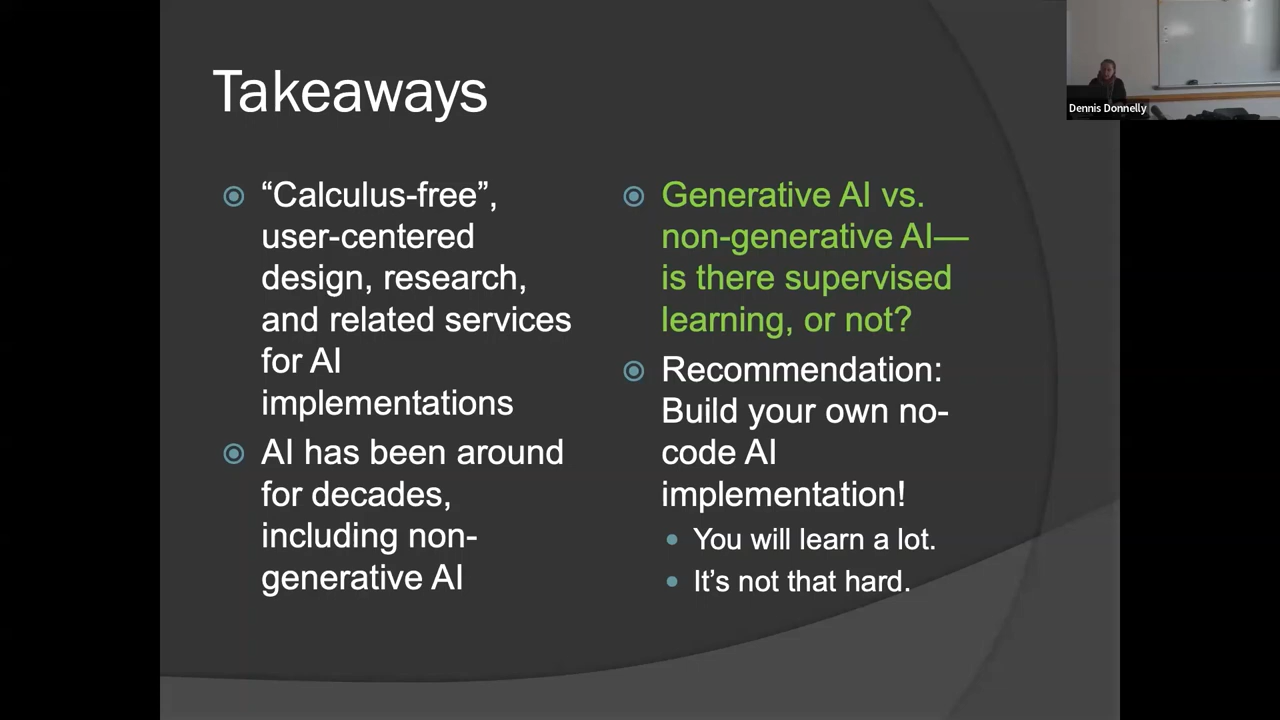 Takeaways
“Calculus-free”,
user-centered
design, research,
and related services
for AI
implementations
AI has been around
for decades,
including non-
generative AI
Generative AI vs.
non-generative AI—
is there supervised
learning, or not?
Recommendation:
Build your own no-
code AI
implementation!
You will learn a lot.
It’s not that hard.
Dennis Donnelly